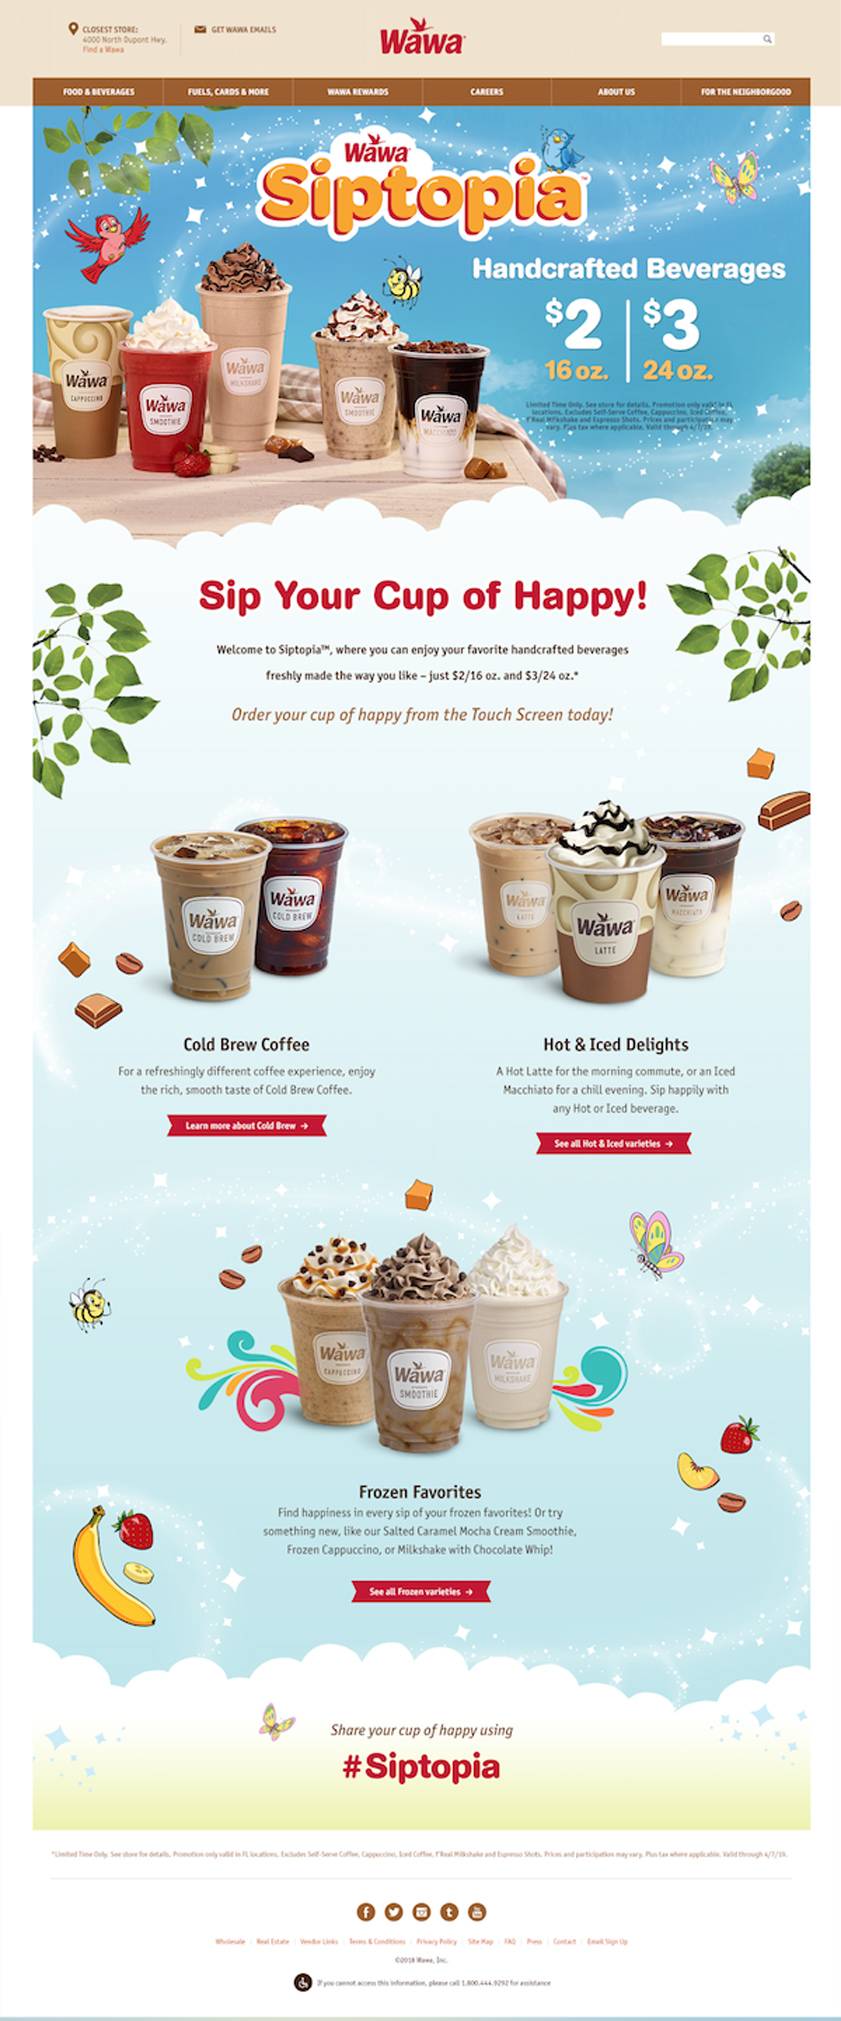 CLOSEST STORE:
4000 North Dupont Hwy.
Find a Wawa
GET WAWA EMAILS
Wawa
FOOD & BEVERAGES
FUELS, CARDS & MORE
WAWA REWARDS
CAREERS
ABOUT US
FOR THE NEIGHBORGOOD
Wawa
Siptopia™
Handcrafted Beverages
$2
16 oz.
$3
24 oz.
Limited Time Only. See store for details. Promotion only valid in FL
locations. Excludes Self-Serve Coffee, Cappuccino, Iced Coffee,
f'Real Milkshake and Espresso Shots. Prices and participation may
vary. Plus tax where applicable. Valid through 4/7/19.
Wawa
CAPPUCCINO
Wawa
SMOOTHIE
Wawa
MILKSHAKE
Wawa
SMOOTHIE
Wawa
MACCHIATO
Sip Your Cup of Happy!
Welcome to Siptopia™, where you can enjoy your favorite handcrafted beverages
freshly made the way you like – just $2/16 oz. and $3/24 oz.*
Order your cup of happy from the Touch Screen today!
Wawa
COLD BREW
Wawa
COLD BREW
Wawa
LATTE
Wawa
LATTE
Wawa
MACCHIATO
Cold Brew Coffee
For a refreshingly different coffee experience, enjoy
the rich, smooth taste of Cold Brew Coffee.
Learn more about Cold Brew →
Hot & Iced Delights
A Hot Latte for the morning commute, or an Iced
Macchiato for a chill evening. Sip happily with
any Hot or Iced beverage.
See all Hot & Iced varieties →
Wawa
CAPPUCCINO
Wawa
SMOOTHIE
Wawa
MILKSHAKE
Frozen Favorites
Find happiness in every sip of your frozen favorites! Or try
something new, like our Salted Caramel Mocha Cream Smoothie,
Frozen Cappuccino, or Milkshake with Chocolate Whip!
See all Frozen varieties →
Share your cup of happy using
#Siptopia
*Limited Time Only. See store for details. Promotion only valid in FL locations. Excludes Self-Serve Coffee, Cappuccino, Iced Coffee, f'Real Milkshake and Espresso Shots. Prices and participation may vary. Plus tax where applicable. Valid through 4/7/19.
Wholesale
Real Estate
Vendor Links
Terms & Conditions
Privacy Policy
Site Map
FAQ
Press
Contact
Email Sign Up
©2018 Wawa, Inc.
If you cannot access this information, please call 1.800.444.9292 for assistance